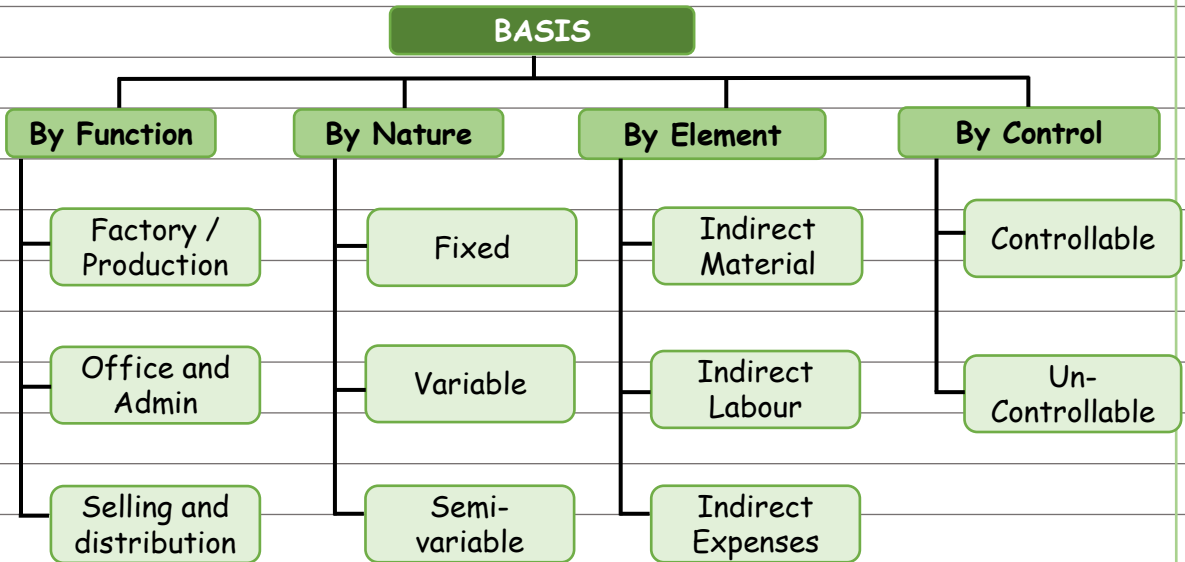 BASIS
By Function
By Nature
By Element
By Control
Factory /
Production
Fixed
Indirect
Material
Controllable
Office and
Admin
Variable
Indirect
Labour
Un-
Controllable
Selling and
distribution
Semi-
variable
Indirect
Expenses